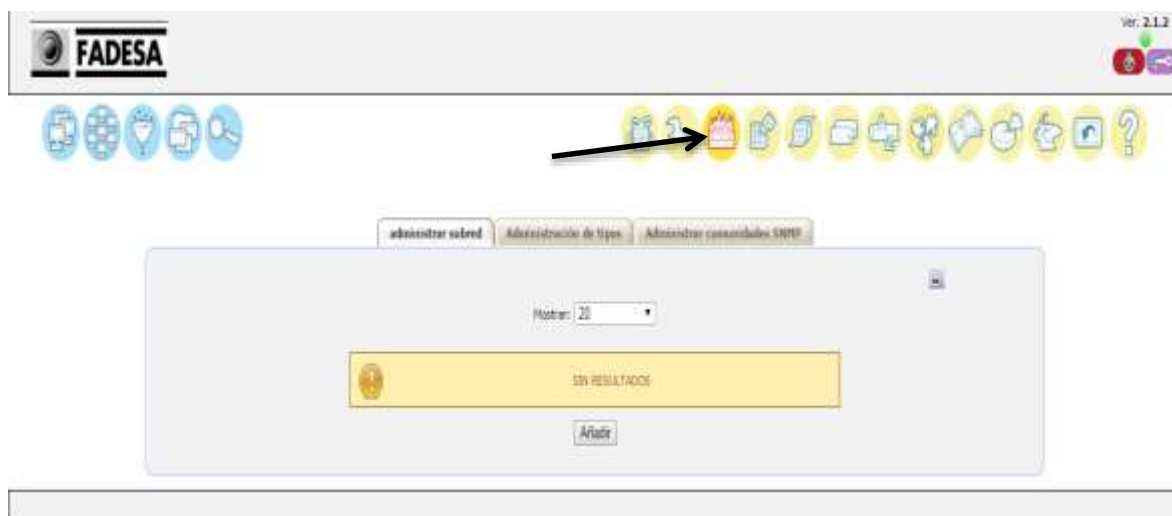 Ver. 2.1.2
FADESA
administrar subred
Administración de tipos
Administrar comunidades SNMP
Mostrar: 20
SIN RESULTADOS
Añadir